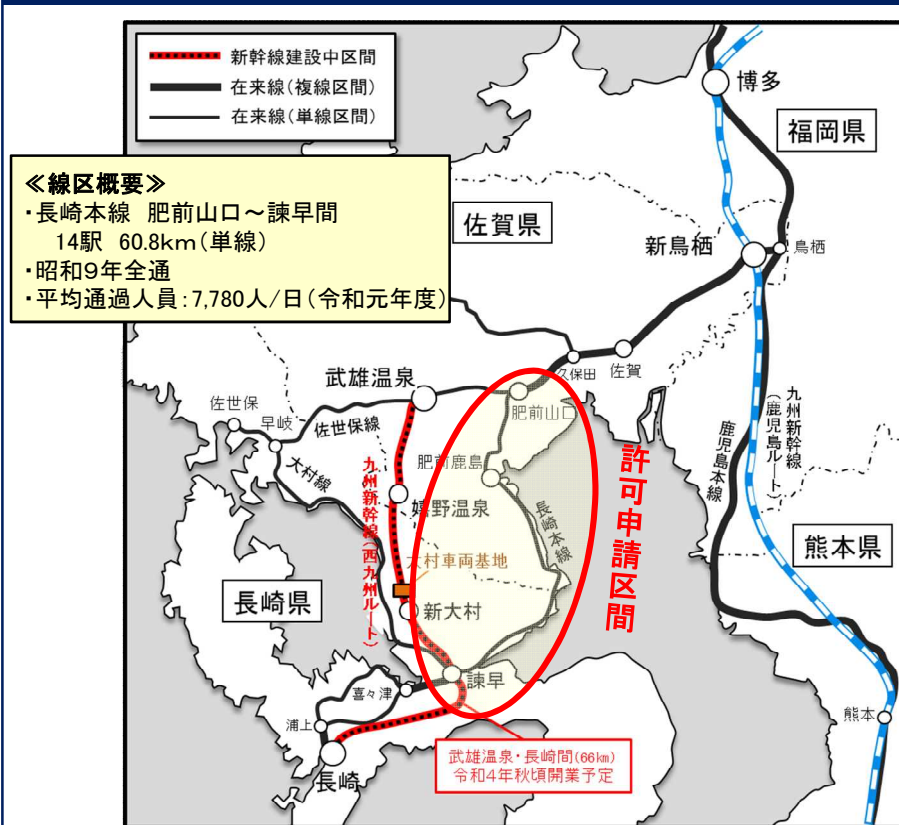 新幹線建設中区間
在来線(複線区間)
在来線(単線区間)
≪線区概要≫
・長崎本線 肥前山口～諫早間
14駅 60.8km(単線)
・昭和9年全通
・平均通過人員:7,780人/日(令和元年度)
博多
福岡県
佐賀県
新鳥栖
鳥栖
久保田
佐賀
武雄温泉
肥前山口
佐世保
早岐
佐世保線
大村線
肥前鹿島
九州新幹線(西九州ルート)
嬉野温泉
長崎本線
許可申請区間
鹿児島本線
九州新幹線
(鹿児島ルート)
熊本県
大村車両基地
長崎県
新大村
諫早
喜々津
浦上
長崎
熊本
武雄温泉・長崎間(66km)
令和4年秋頃開業予定